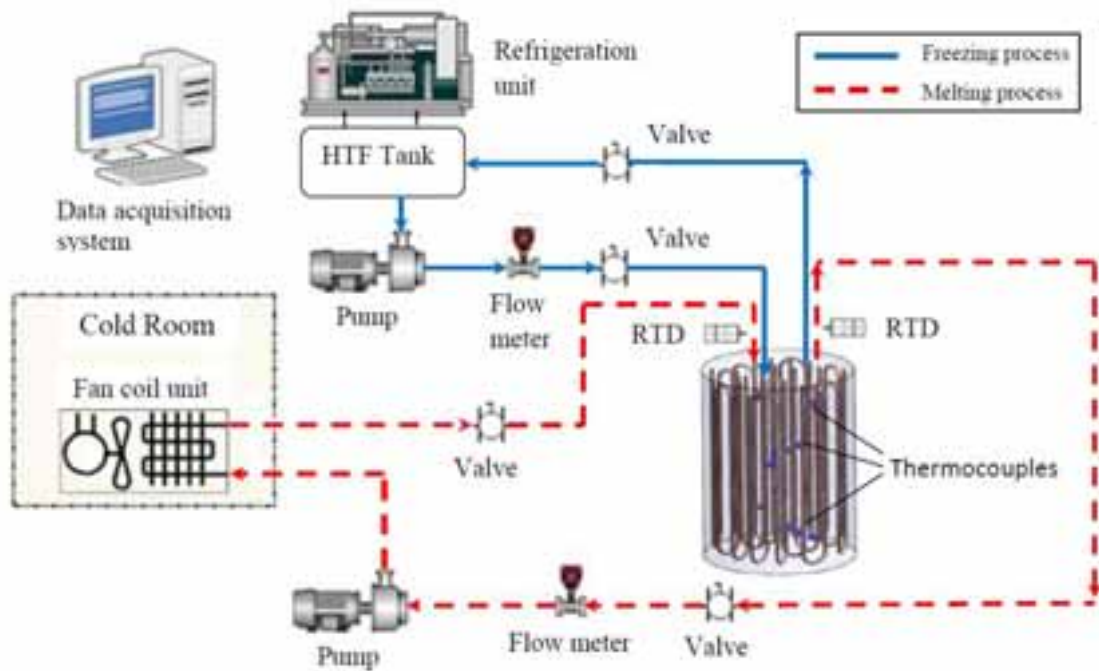 Refrigeration
unit
Freezing process
Melting process
HTF Tank
Valve
Data acquisition
system
Valve
Pump
Flow
meter
RTD
RTD
Cold Room
Fan coil unit
Valve
Thermocouples
Pump
Flow meter
Valve